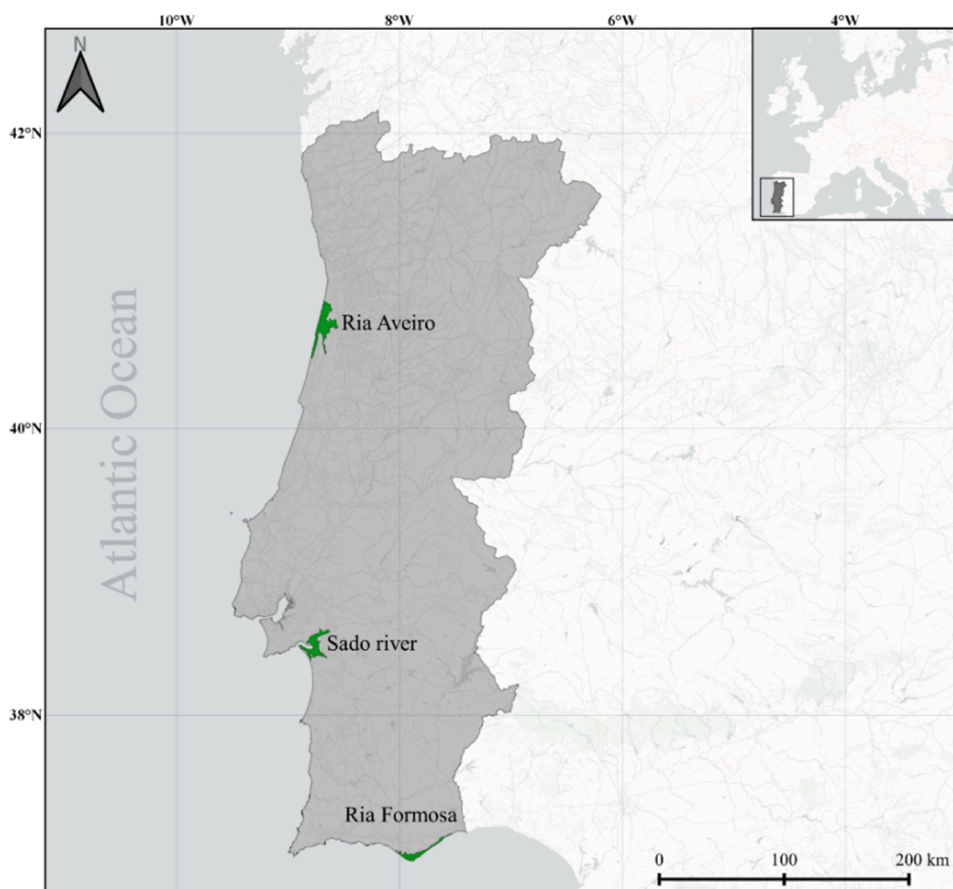 10°W 8°W 6°W 4°W
N
42°N
Ria Aveiro
Atlantic Ocean
40°N
Sado river
38°N
Ria Formosa
0 100 200 km